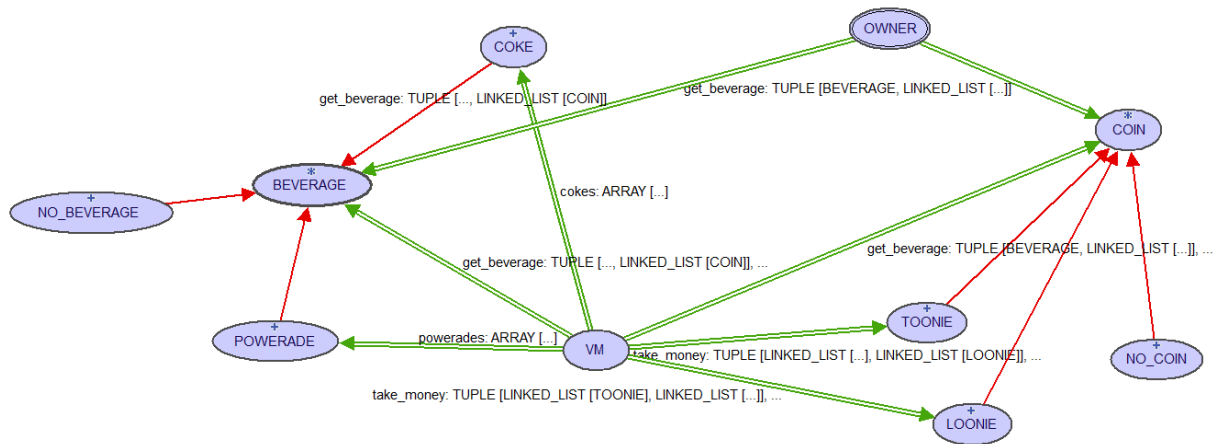 OWNER
+
COKE
get_beverage: TUPLE [..., LINKED_LIST [COIN]]
get_beverage: TUPLE [BEVERAGE, LINKED_LIST [...]]
*
COIN
*
BEVERAGE
cokes: ARRAY [...]
+
NO_BEVERAGE
get_beverage: TUPLE [..., LINKED_LIST [COIN]], ...
get_beverage: TUPLE [BEVERAGE, LINKED_LIST [...]], ...
+
POWERADE
powerades: ARRAY [...]
VM
+
TOONIE
take_money: TUPLE [LINKED_LIST [...], LINKED_LIST [LOONIE]], ...
+
NO_COIN
take_money: TUPLE [LINKED_LIST [TOONIE], LINKED_LIST [...]], ...
+
LOONIE